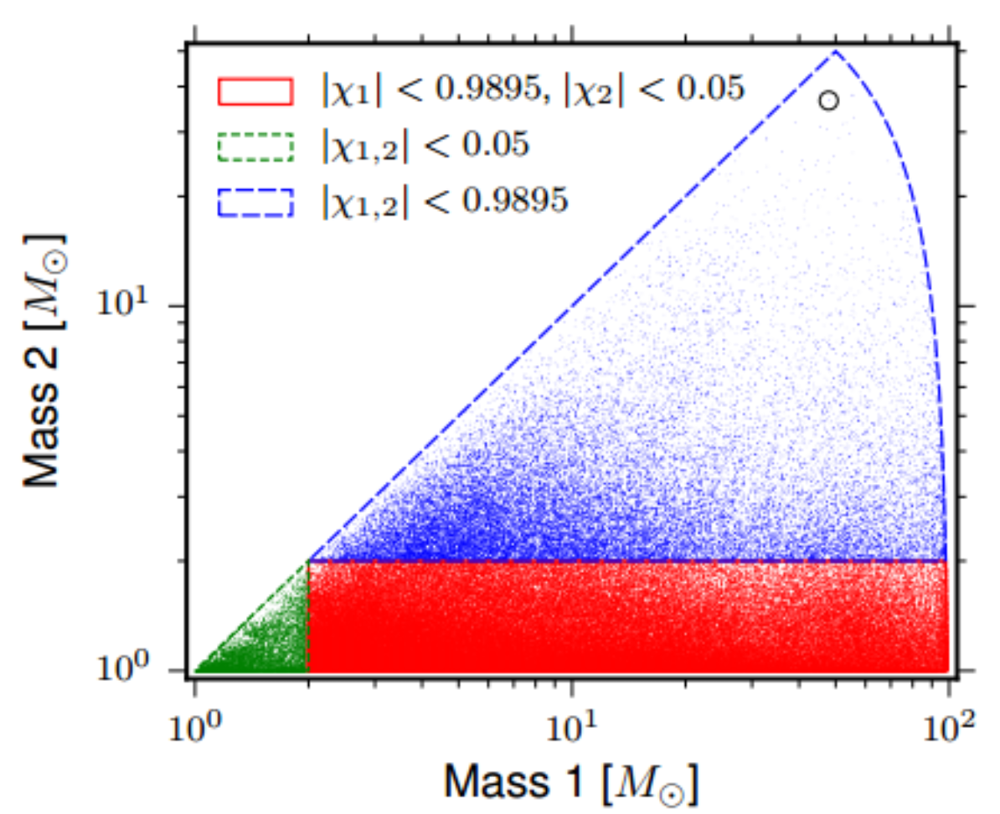 |χ₁| < 0.9895, |χ₂| < 0.05
|χ₁,₂| < 0.05
|χ₁,₂| < 0.9895
Mass 2 [M☉]
10¹
10⁰
10⁰ 10¹ 10²
Mass 1 [M☉]